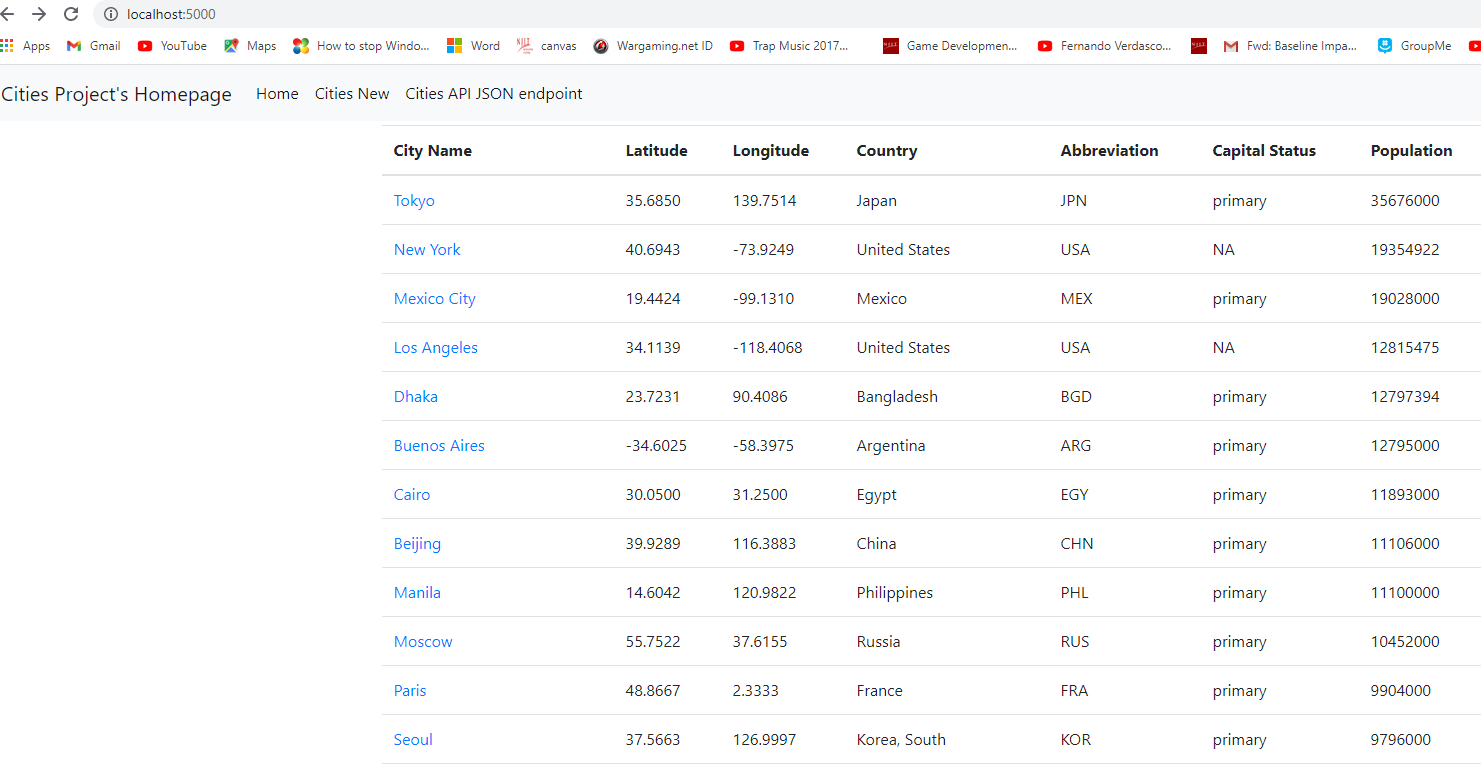 localhost:5000
Apps Gmail YouTube Maps How to stop Windo... Word canvas Wargaming.net ID Trap Music 2017... Game Developmen... Fernando Verdasco... Fwd: Baseline Impa... GroupMe
Cities Project's Homepage Home Cities New Cities API JSON endpoint
City Name Latitude Longitude Country Abbreviation Capital Status Population
Tokyo 35.6850 139.7514 Japan JPN primary 35676000
New York 40.6943 -73.9249 United States USA NA 19354922
Mexico City 19.4424 -99.1310 Mexico MEX primary 19028000
Los Angeles 34.1139 -118.4068 United States USA NA 12815475
Dhaka 23.7231 90.4086 Bangladesh BGD primary 12797394
Buenos Aires -34.6025 -58.3975 Argentina ARG primary 12795000
Cairo 30.0500 31.2500 Egypt EGY primary 11893000
Beijing 39.9289 116.3883 China CHN primary 11106000
Manila 14.6042 120.9822 Philippines PHL primary 11100000
Moscow 55.7522 37.6155 Russia RUS primary 10452000
Paris 48.8667 2.3333 France FRA primary 9904000
Seoul 37.5663 126.9997 Korea, South KOR primary 9796000